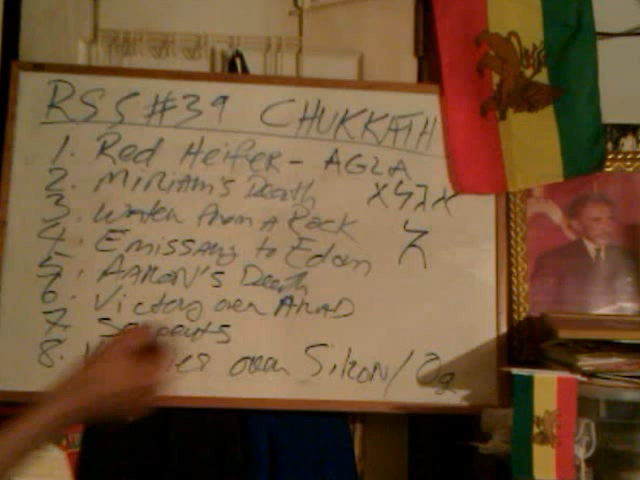 RSS #39 CHUKKATH
1. Red Heifer - AGLA
2. Miriam's Death
3. Water from a Rock
4. Emissary to Edom
5. AARON'S Death
6. Victory over ARAD
7. Serpents
8. over Sihon/Og